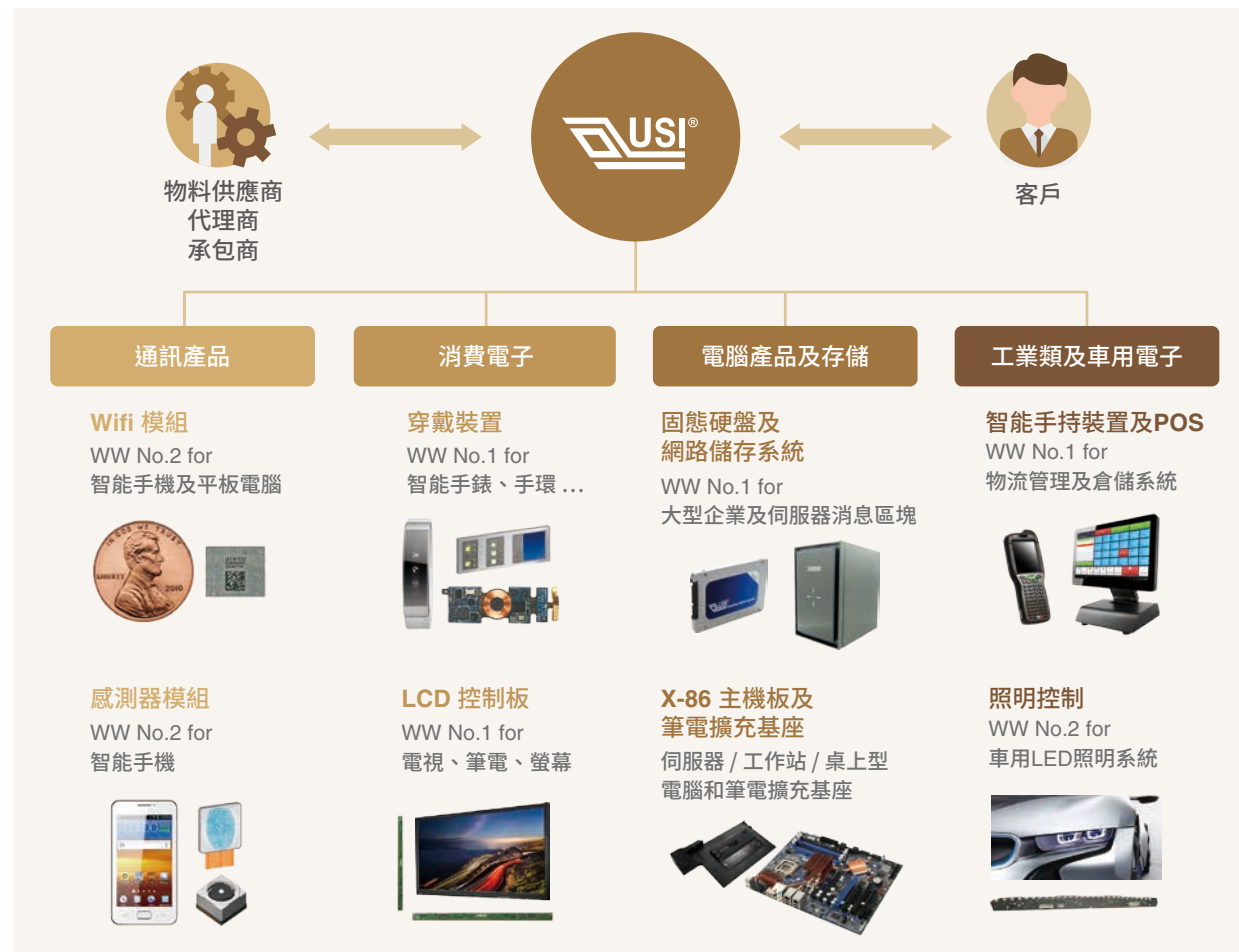 USI®
物料供應商
代理商
承包商
客戶
通訊產品
消費電子
電腦產品及存儲
工業類及車用電子
Wifi 模組
WW No.2 for
智能手機及平板電腦
穿戴裝置
WW No.1 for
智能手錶、手環 ...
固態硬盤及
網路儲存系統
WW No.1 for
大型企業及伺服器消息區塊
智能手持裝置及POS
WW No.1 for
物流管理及倉儲系統
IN GOD WE TRUST
LIBERTY
2010
USI
感測器模組
WW No.2 for
智能手機
LCD 控制板
WW No.1 for
電視、筆電、螢幕
X-86 主機板及
筆電擴充基座
伺服器 / 工作站 / 桌上型
電腦和筆電擴充基座
照明控制
WW No.2 for
車用LED照明系統